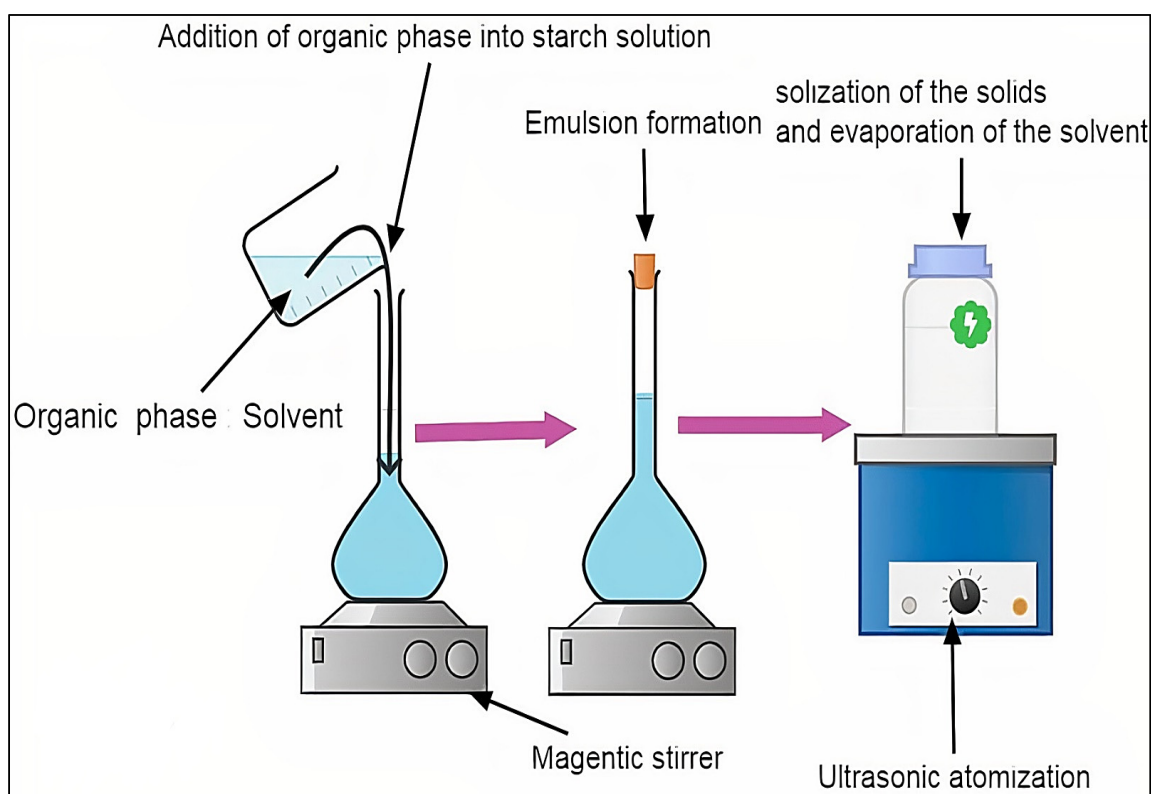 Addition of organic phase into starch solution
Emulsion formation
solization of the solids
and evaporation of the solvent
Organic phase : Solvent
Magentic stirrer
Ultrasonic atomization